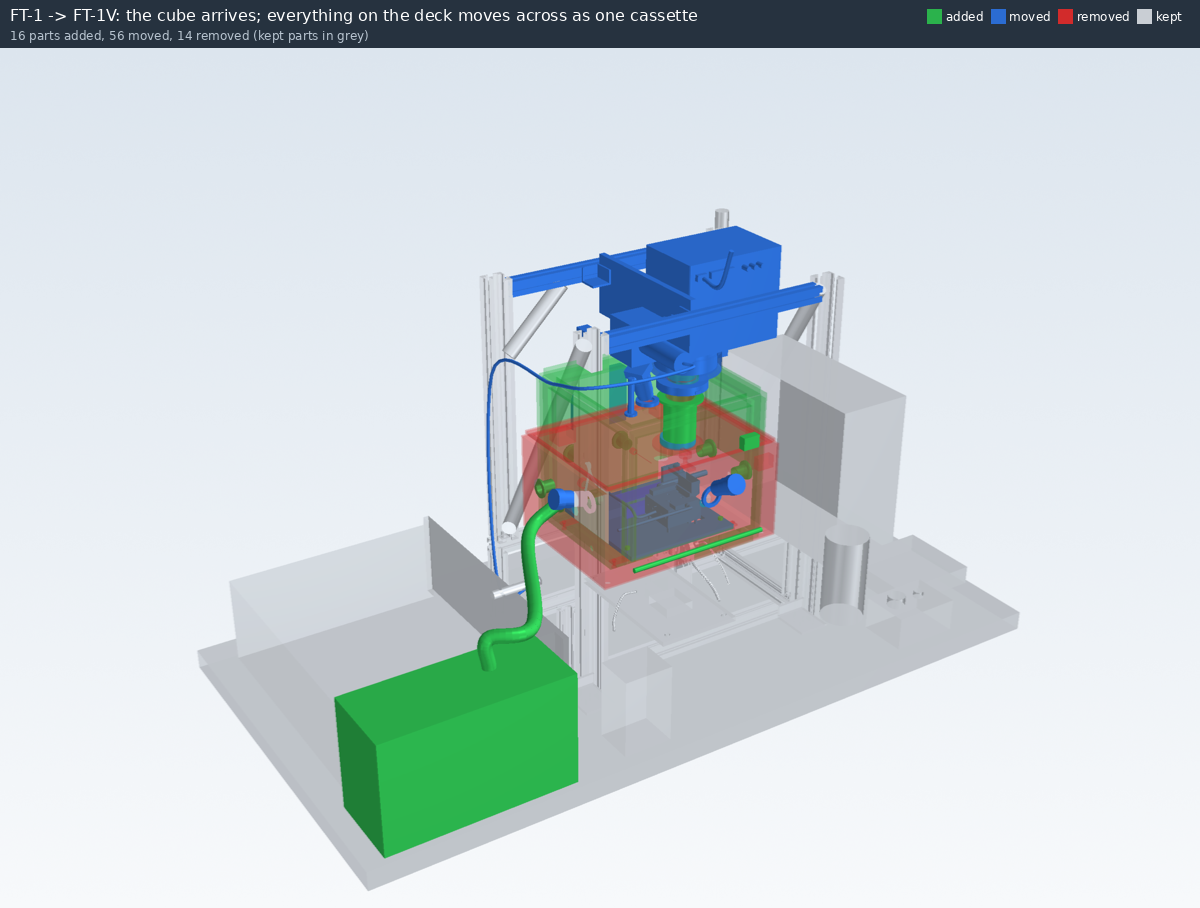 FT-1 -> FT-1V: the cube arrives; everything on the deck moves across as one cassette
16 parts added, 56 moved, 14 removed (kept parts in grey)
added moved removed kept